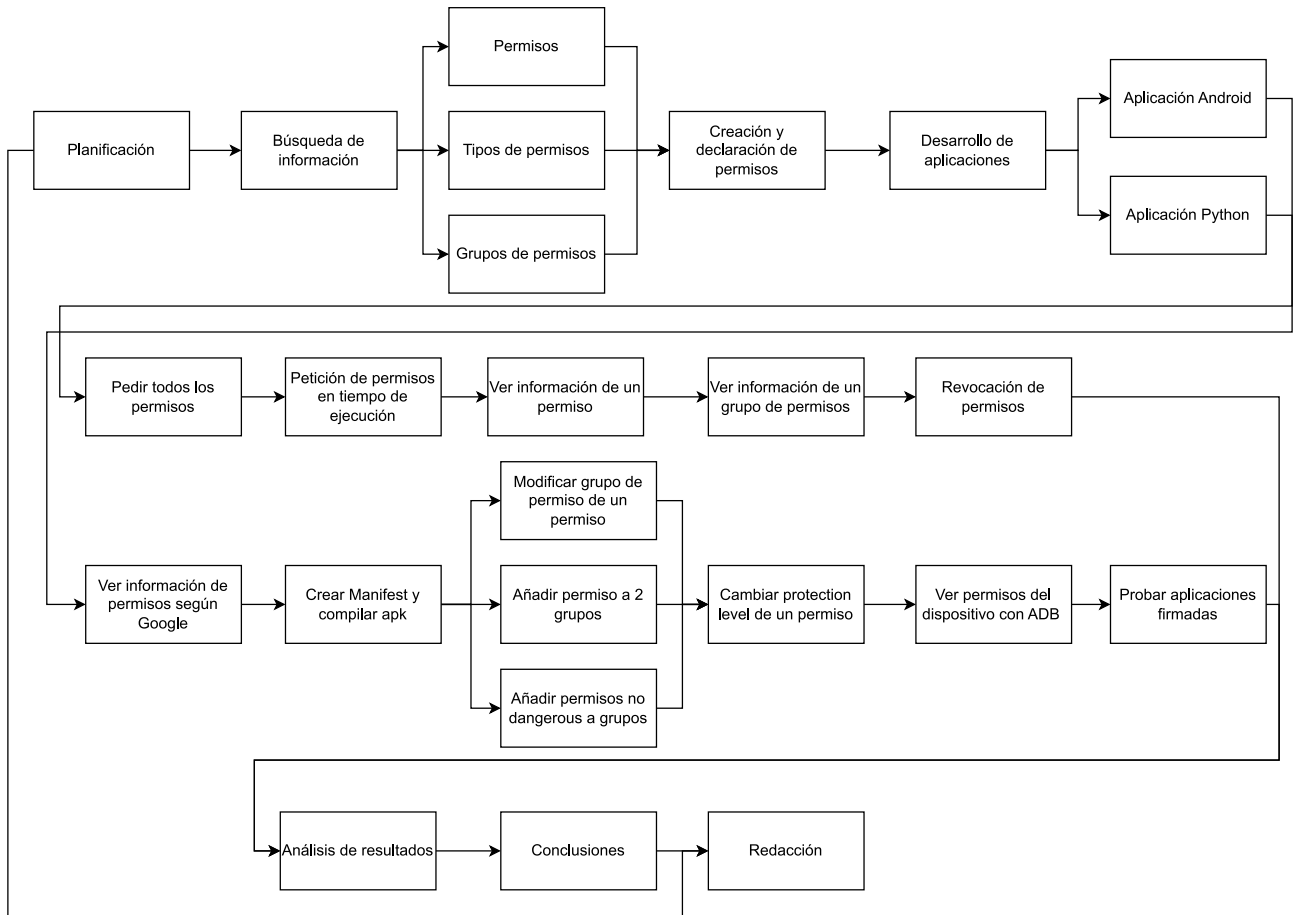 Permisos
Planificación
Búsqueda de
información
Tipos de permisos
Grupos de permisos
Creación y
declaración de
permisos
Desarrollo de
aplicaciones
Aplicación Android
Aplicación Python
Pedir todos los
permisos
Petición de permisos
en tiempo de
ejecución
Ver información de un
permiso
Ver información de un
grupo de permisos
Revocación de
permisos
Ver información de
permisos según
Google
Crear Manifest y
compilar apk
Modificar grupo de
permiso de un
permiso
Añadir permiso a 2
grupos
Añadir permisos no
dangerous a grupos
Cambiar protection
level de un permiso
Ver permisos del
dispositivo con ADB
Probar aplicaciones
firmadas
Análisis de resultados
Conclusiones
Redacción